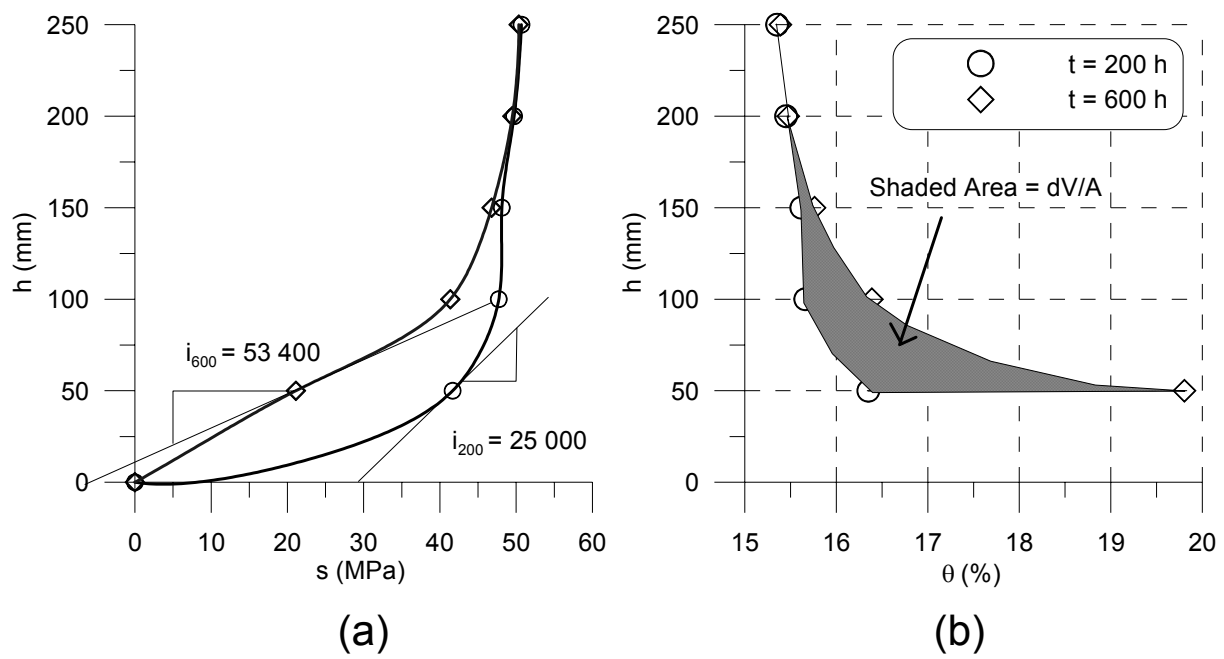 250
200
150
100
50
0
h (mm)
i600 = 53 400
i200 = 25 000
0 10 20 30 40 50 60
s (MPa)
(a)
250
200
150
100
50
0
h (mm)
t = 200 h
t = 600 h
Shaded Area = dV/A
15 16 17 18 19 20
θ (%)
(b)